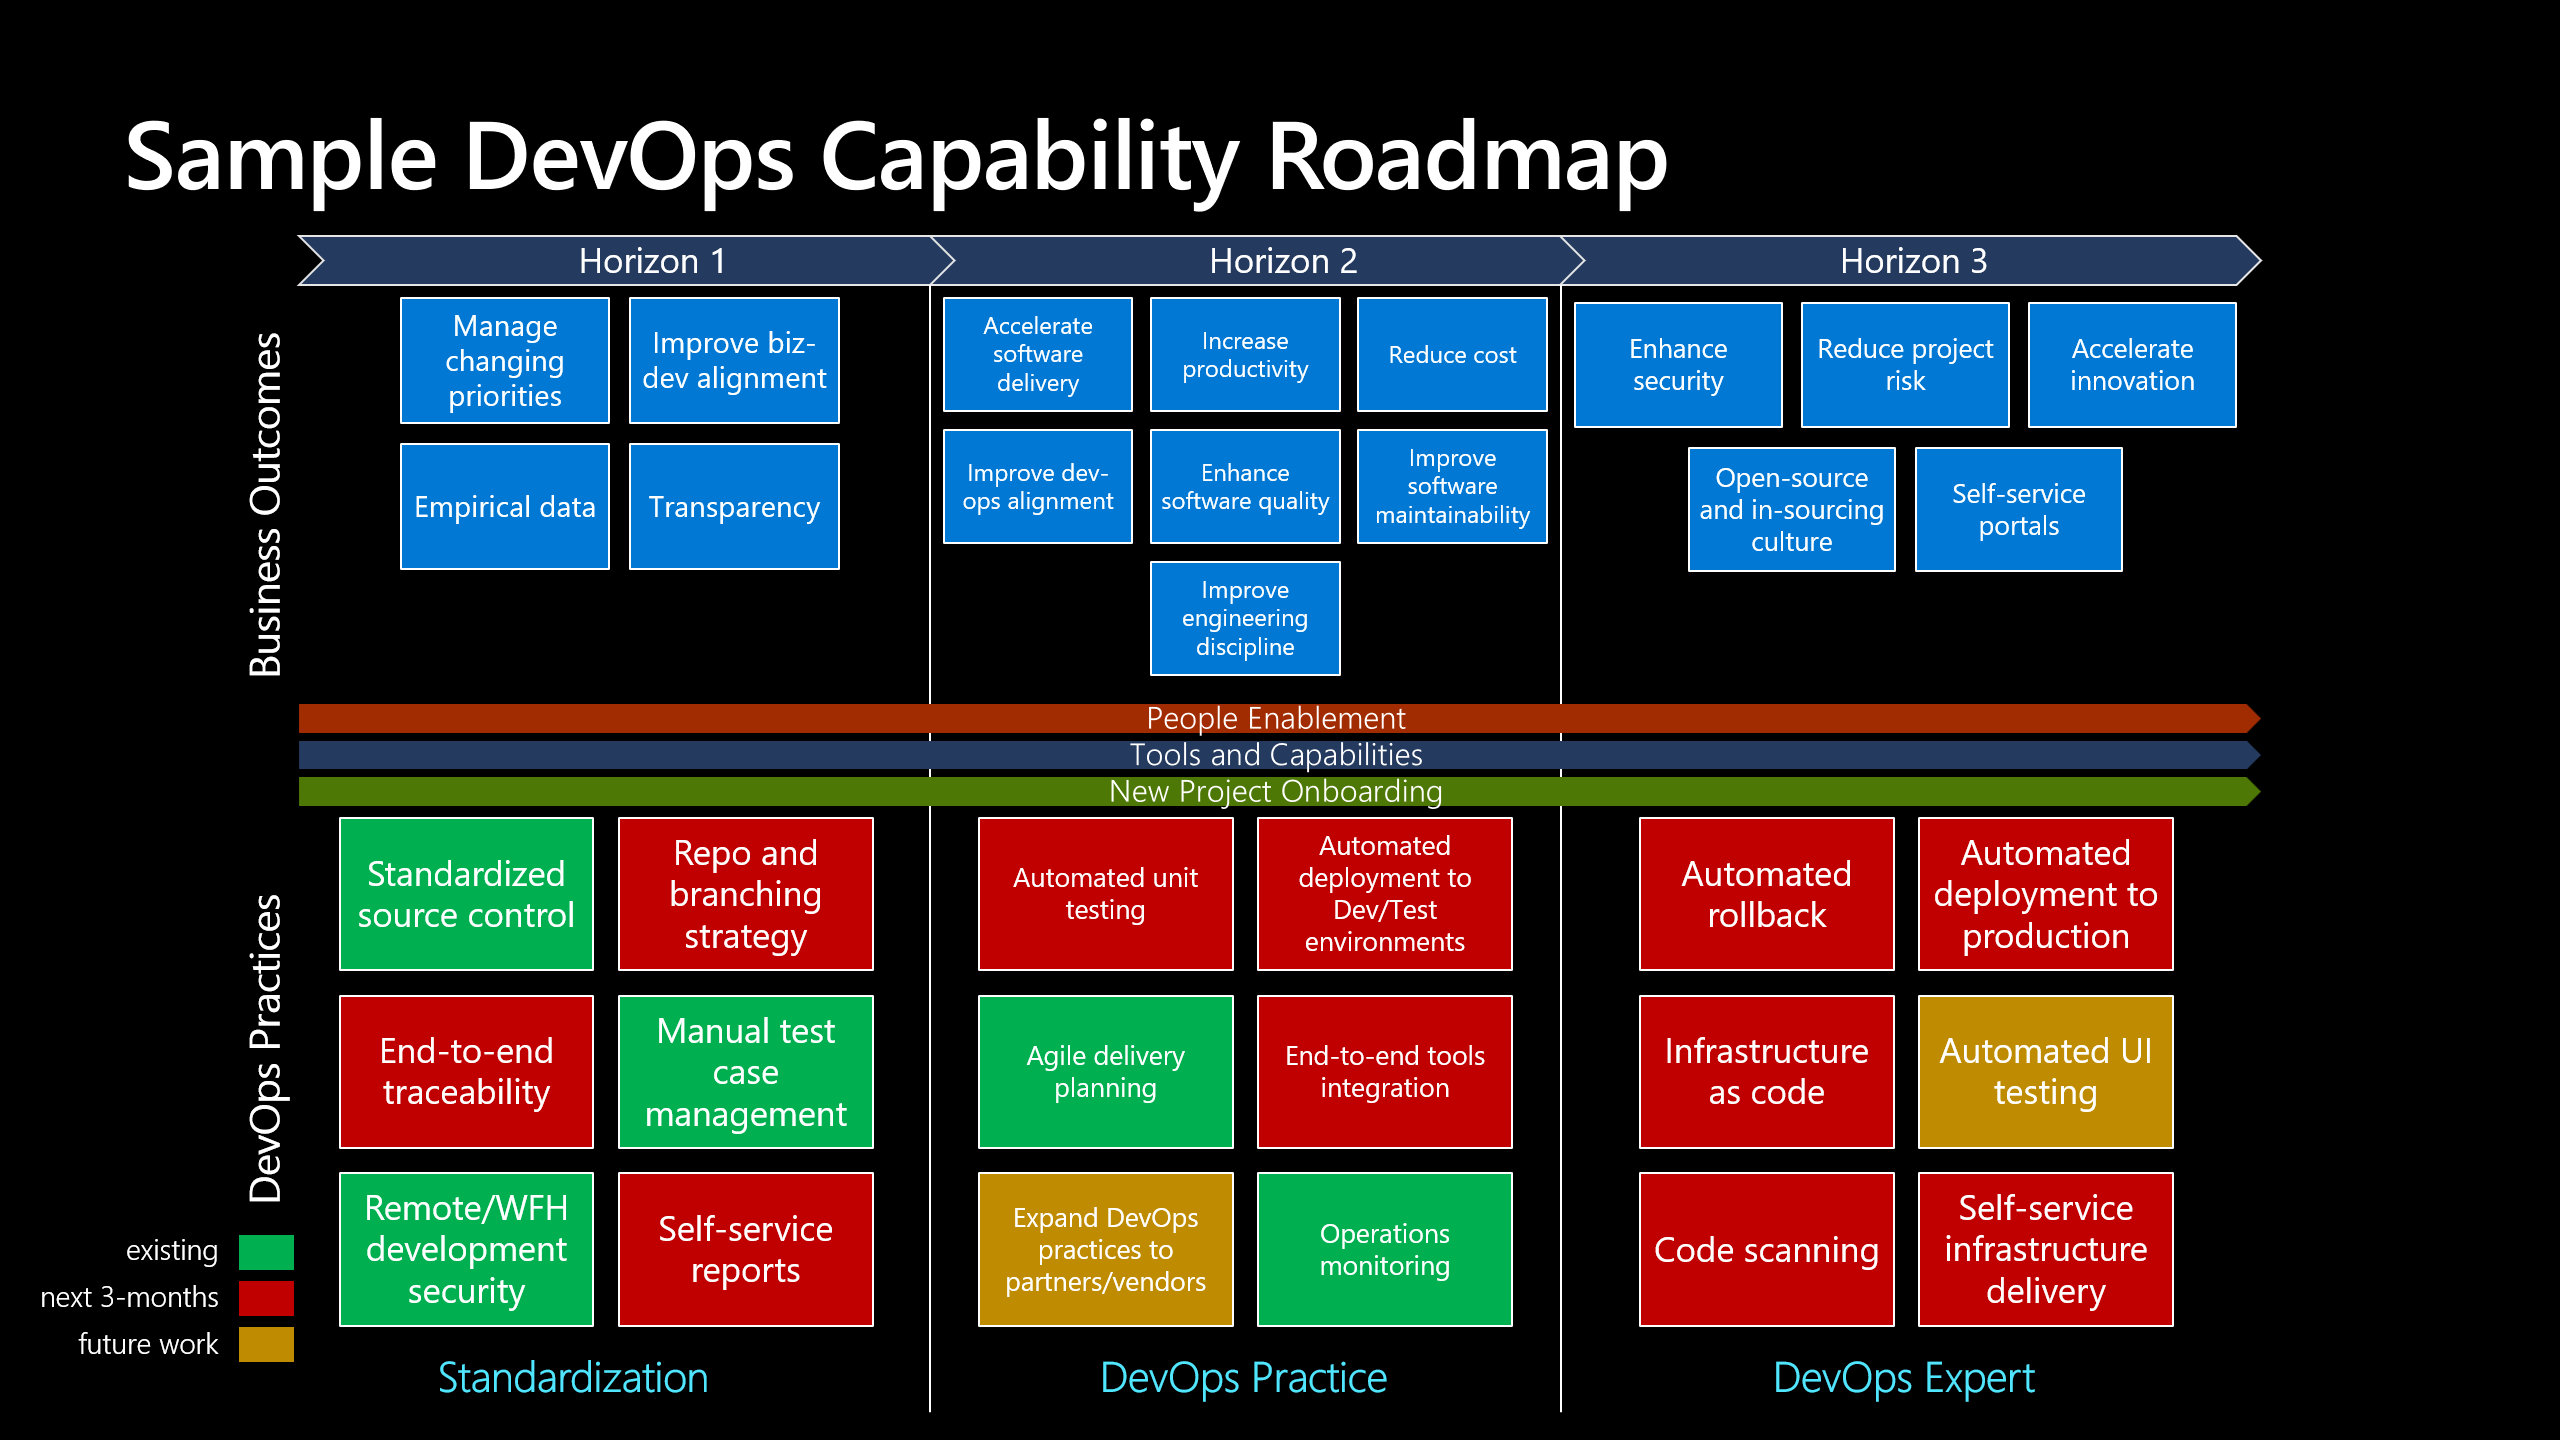 Sample DevOps Capability Roadmap
Horizon 1
Horizon 2
Horizon 3
Business Outcomes
Manage
changing
priorities
Improve biz-
dev alignment
Empirical data
Transparency
Accelerate
software
delivery
Increase
productivity
Reduce cost
Improve dev-
ops alignment
Enhance
software quality
Improve
software
maintainability
Improve
engineering
discipline
Enhance
security
Reduce project
risk
Accelerate
innovation
Open-source
and in-sourcing
culture
Self-service
portals
People Enablement
Tools and Capabilities
New Project Onboarding
DevOps Practices
Standardized
source control
Repo and
branching
strategy
End-to-end
traceability
Manual test
case
management
Remote/WFH
development
security
Self-service
reports
Automated unit
testing
Automated
deployment to
Dev/Test
environments
Agile delivery
planning
End-to-end tools
integration
Expand DevOps
practices to
partners/vendors
Operations
monitoring
Automated
rollback
Automated
deployment to
production
Infrastructure
as code
Automated UI
testing
Code scanning
Self-service
infrastructure
delivery
existing
next 3-months
future work
Standardization
DevOps Practice
DevOps Expert